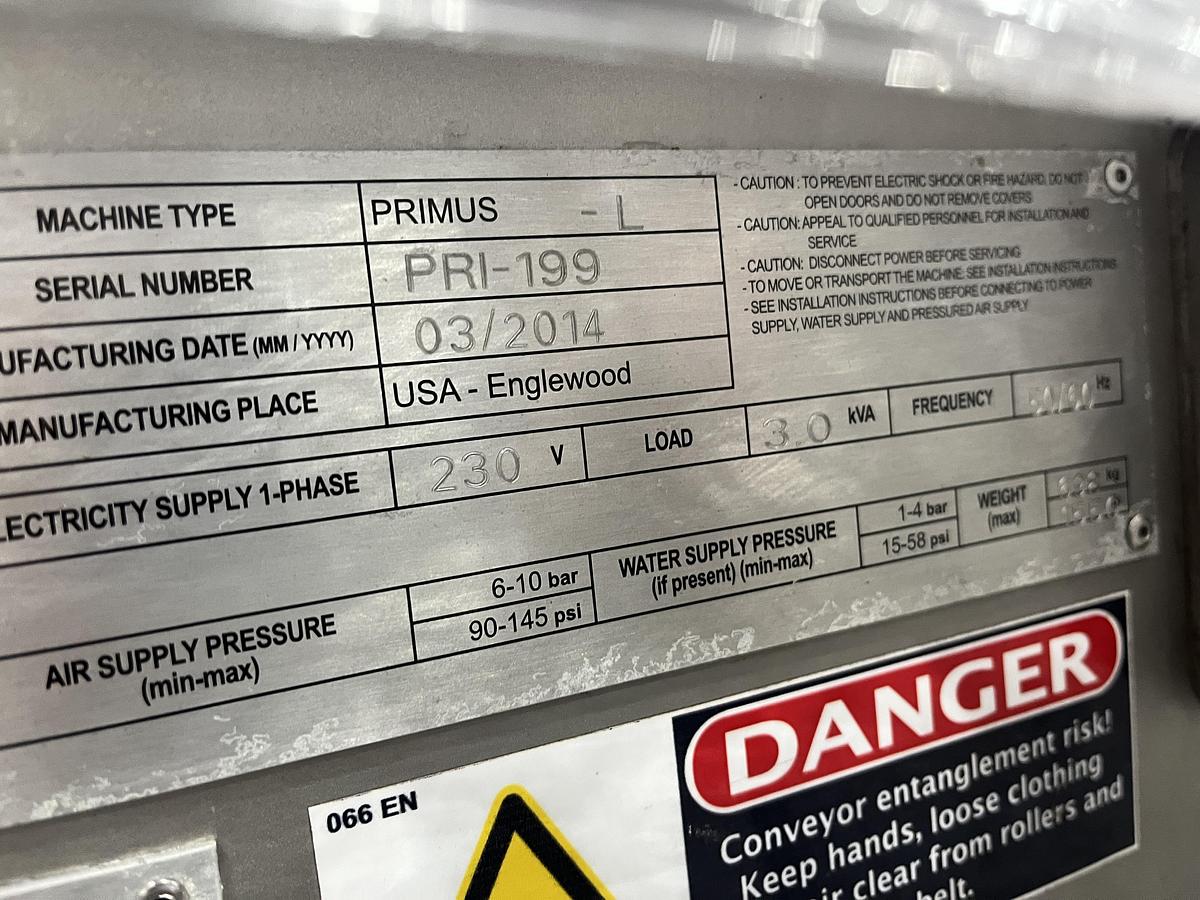 MACHINE TYPE PRIMUS - L
SERIAL NUMBER PRI-199
UFACTURING DATE (MM / YYYY) 03/2014
MANUFACTURING PLACE USA - Englewood
LECTRICITY SUPPLY 1-PHASE 230 V LOAD 3.0 kVA FREQUENCY 50/60 Hz
AIR SUPPLY PRESSURE
(min-max)
6-10 bar
90-145 psi
WATER SUPPLY PRESSURE
(if present) (min-max)
1-4 bar
15-58 psi
WEIGHT
(max)
kg
- CAUTION : TO PREVENT ELECTRIC SHOCK OR FIRE HAZARD, DO NOT
OPEN DOORS AND DO NOT REMOVE COVERS
- CAUTION: APPEAL TO QUALIFIED PERSONNEL FOR INSTALLATION AND
SERVICE
- CAUTION: DISCONNECT POWER BEFORE SERVICING
- TO MOVE OR TRANSPORT THE MACHINE: SEE INSTALLATION INSTRUCTIONS
- SEE INSTALLATION INSTRUCTIONS BEFORE CONNECTING TO POWER
SUPPLY, WATER SUPPLY AND PRESSURED AIR SUPPLY
066 EN
DANGER
Conveyor entanglement risk!
Keep hands, loose clothing
ir clear from rollers and
belt.